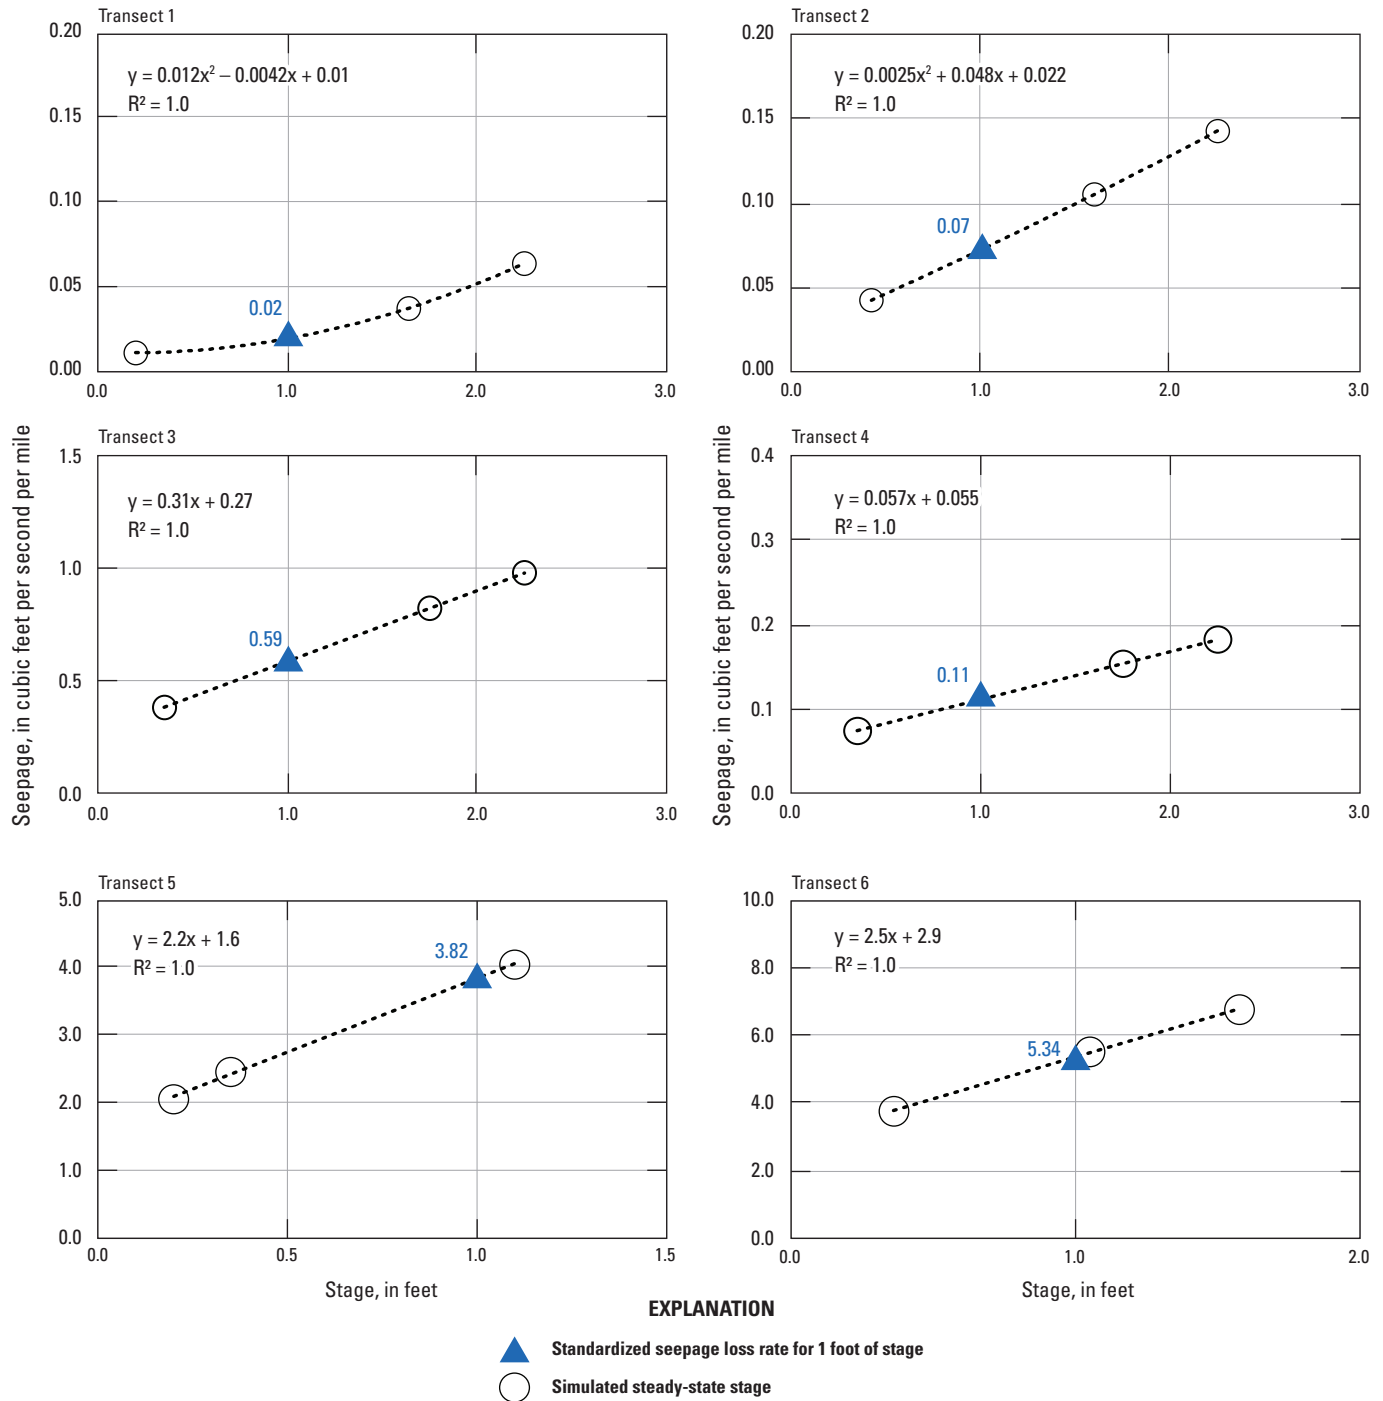 Transect 1
0.20
0.15
0.10
0.05
0.00
y = 0.012x² – 0.0042x + 0.01
R² = 1.0
0.02
0.0 1.0 2.0 3.0
Transect 2
0.20
0.15
0.10
0.05
0.00
y = 0.0025x² + 0.048x + 0.022
R² = 1.0
0.07
0.0 1.0 2.0 3.0
Seepage, in cubic feet per second per mile
Transect 3
1.5
1.0
0.5
0.0
y = 0.31x + 0.27
R² = 1.0
0.59
0.0 1.0 2.0 3.0
Seepage, in cubic feet per second per mile
Transect 4
0.4
0.3
0.2
0.1
0.0
y = 0.057x + 0.055
R² = 1.0
0.11
0.0 1.0 2.0 3.0
Transect 5
5.0
4.0
3.0
2.0
1.0
0.0
y = 2.2x + 1.6
R² = 1.0
3.82
0.0 0.5 1.0 1.5
Stage, in feet
Transect 6
10.0
8.0
6.0
4.0
2.0
0.0
y = 2.5x + 2.9
R² = 1.0
5.34
0.0 1.0 2.0
Stage, in feet
EXPLANATION
Standardized seepage loss rate for 1 foot of stage
Simulated steady-state stage